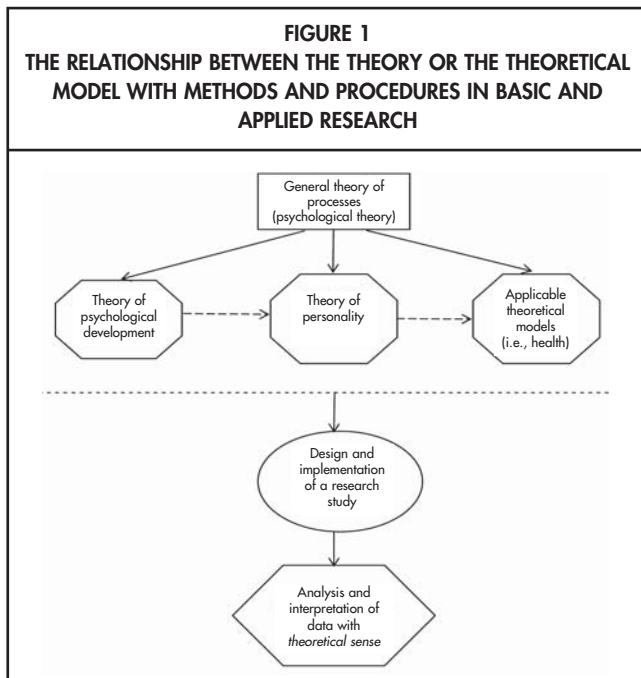 FIGURE 1
THE RELATIONSHIP BETWEEN THE THEORY OR THE THEORETICAL
MODEL WITH METHODS AND PROCEDURES IN BASIC AND
APPLIED RESEARCH
General theory of
processes
(psychological theory)
Theory of
psychological
development
Theory of
personality
Applicable
theoretical
models
(i.e., health)
Design and
implementation
of a research
study
Analysis and
interpretation of
data with
theoretical sense